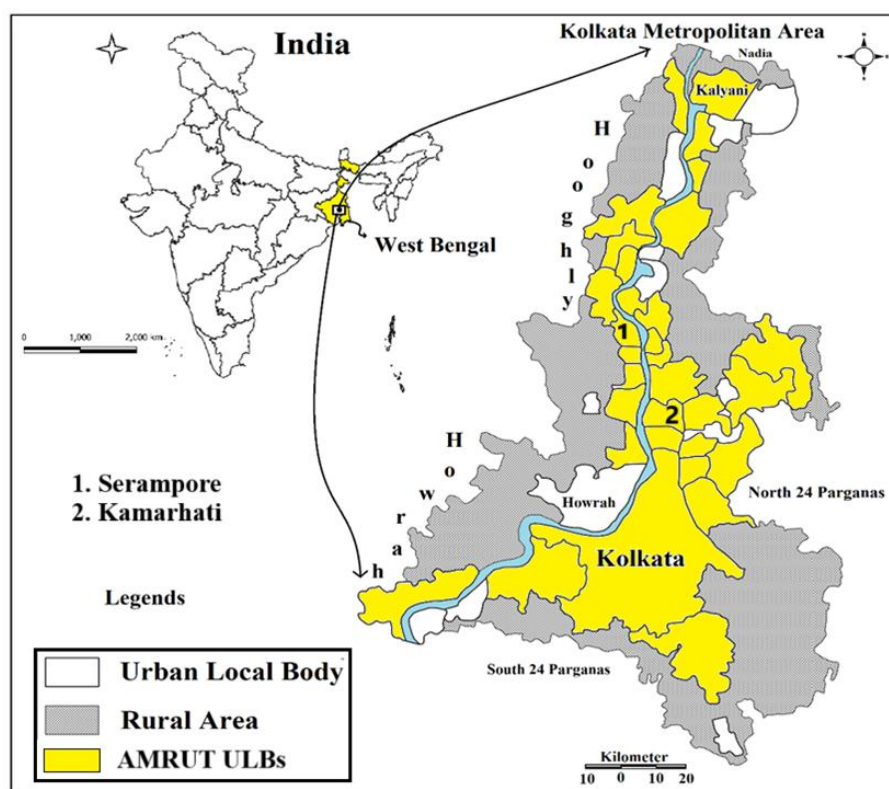 India
Kolkata Metropolitan Area
Nadia
Kalyani
Hooghly
West Bengal
0 1,000 2,000 km
1
2
Howrah
1. Serampore
2. Kamarhati
Howrah
North 24 Parganas
Kolkata
Legends
South 24 Parganas
Urban Local Body
Rural Area
AMRUT ULBs
Kilometer
10 0 10 20